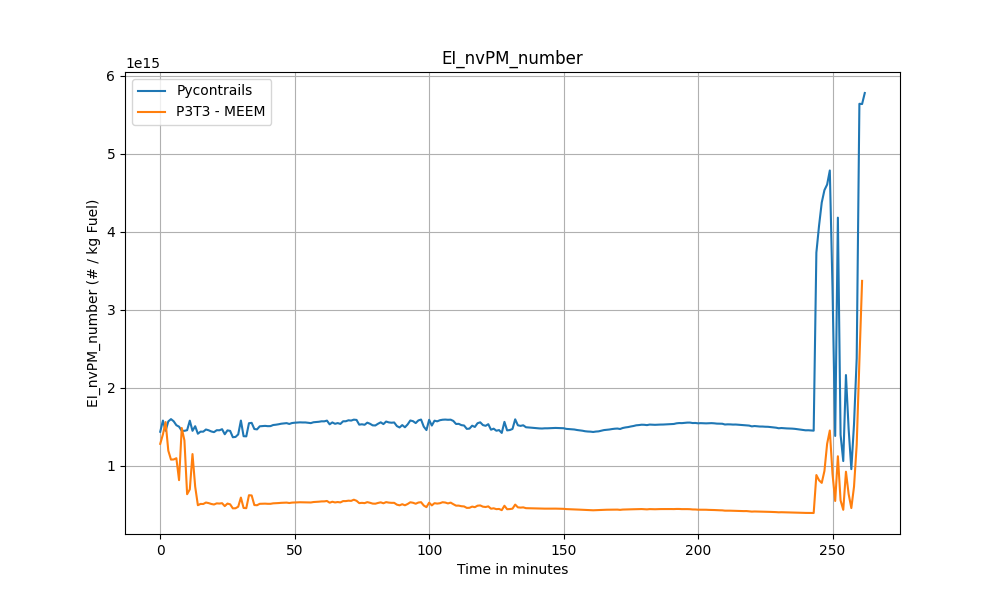 EI_nvPM_number
1e15
Pycontrails
P3T3 - MEEM
EI_nvPM_number (# / kg Fuel)
6
5
4
3
2
1
0 50 100 150 200 250
Time in minutes